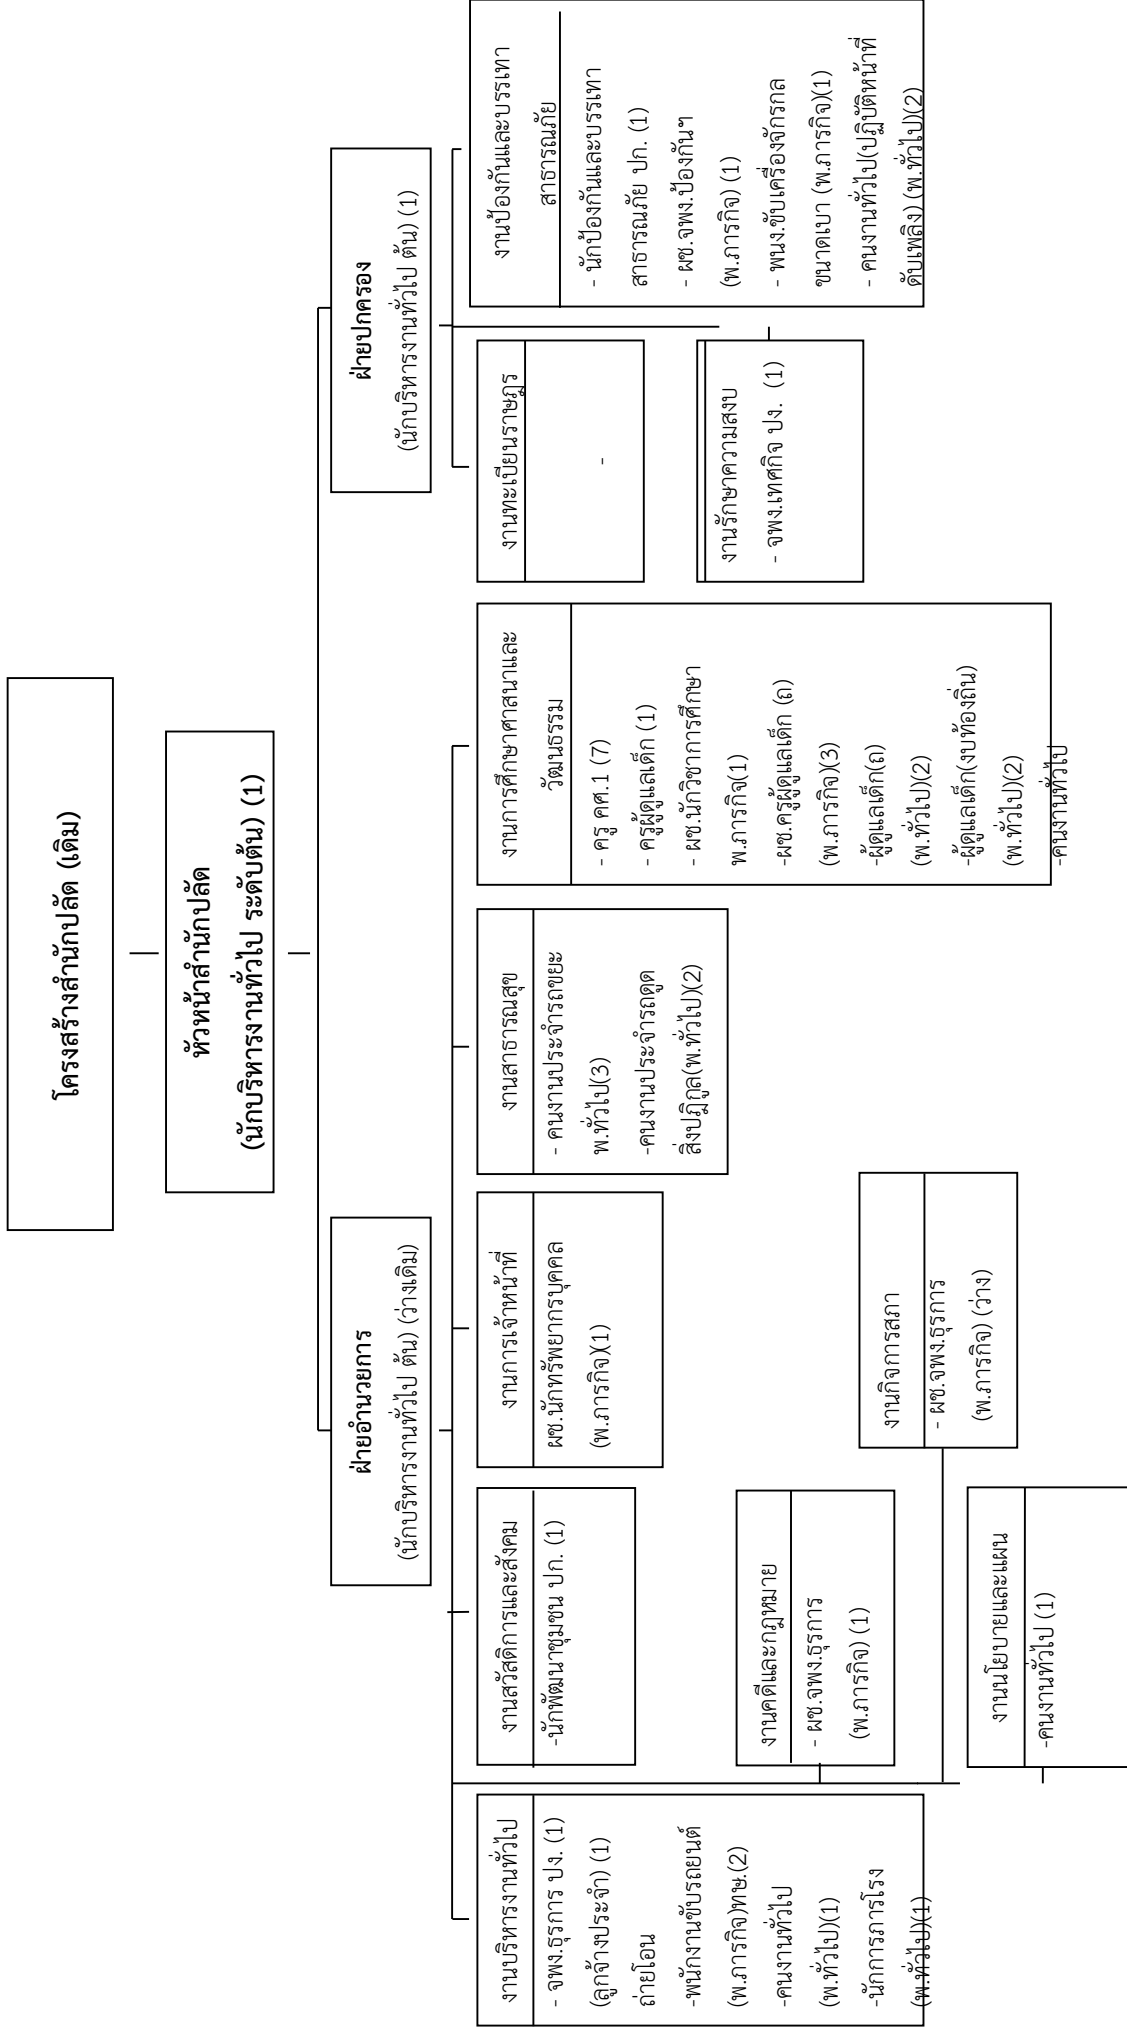 โครงสร้างสำนักปลัด (เดิม)
หัวหน้าสำนักปลัด
(นักบริหารงานทั่วไป ระดับต้น) (1)
ฝ่ายอำนวยการ
(นักบริหารงานทั่วไป ต้น) (ว่างเดิม)
ฝ่ายปกครอง
(นักบริหารงานทั่วไป ต้น) (1)
งานบริหารงานทั่วไป
- จพง.ธุรการ ปง. (1)
(ลูกจ้างประจำ) (1)
ถ่ายโอน
-พนักงานขับรถยนต์
(พ.ภารกิจ)ทษ.(2)
-คนงานทั่วไป
(พ.ทั่วไป)(1)
-นักการภารโรง
(พ.ทั่วไป)(1)
งานสวัสดิการและสังคม
-นักพัฒนาชุมชน ปก. (1)
งานคดีและกฎหมาย
- ผช.จพง.ธุรการ
(พ.ภารกิจ) (1)
งานนโยบายและแผน
-คนงานทั่วไป (1)
งานการเจ้าหน้าที่
ผช.นักทรัพยากรบุคคล
(พ.ภารกิจ)(1)
งานกิจการสภา
- ผช.จพง.ธุรการ
(พ.ภารกิจ) (ว่าง)
งานสาธารณสุข
- คนงานประจำรถขยะ
พ.ทั่วไป(3)
-คนงานประจำรถดูด
สิ่งปฏิกูล(พ.ทั่วไป)(2)
งานการศึกษาศาสนาและ
วัฒนธรรม
- ครู คศ.1 (7)
- ครูผู้ดูแลเด็ก (1)
- ผช.นักวิชาการศึกษา
พ.ภารกิจ(1)
-ผช.ครูผู้ดูแลเด็ก (ถ)
(พ.ภารกิจ)(3)
-ผู้ดูแลเด็ก(ถ)
(พ.ทั่วไป)(2)
-ผู้ดูแลเด็ก(งบท้องถิ่น)
(พ.ทั่วไป)(2)
-คนงานทั่วไป
งานทะเบียนราษฎร
-
งานรักษาความสงบ
- จพง.เทศกิจ ปง. (1)
งานป้องกันและบรรเทา
สาธารณภัย
- นักป้องกันและบรรเทา
สาธารณภัย ปก. (1)
- ผช.จพง.ป้องกันฯ
(พ.ภารกิจ) (1)
- พนง.ขับเครื่องจักรกล
ขนาดเบา (พ.ภารกิจ)(1)
- คนงานทั่วไป(ปฏิบัติหน้าที่
ดับเพลิง) (พ.ทั่วไป)(2)